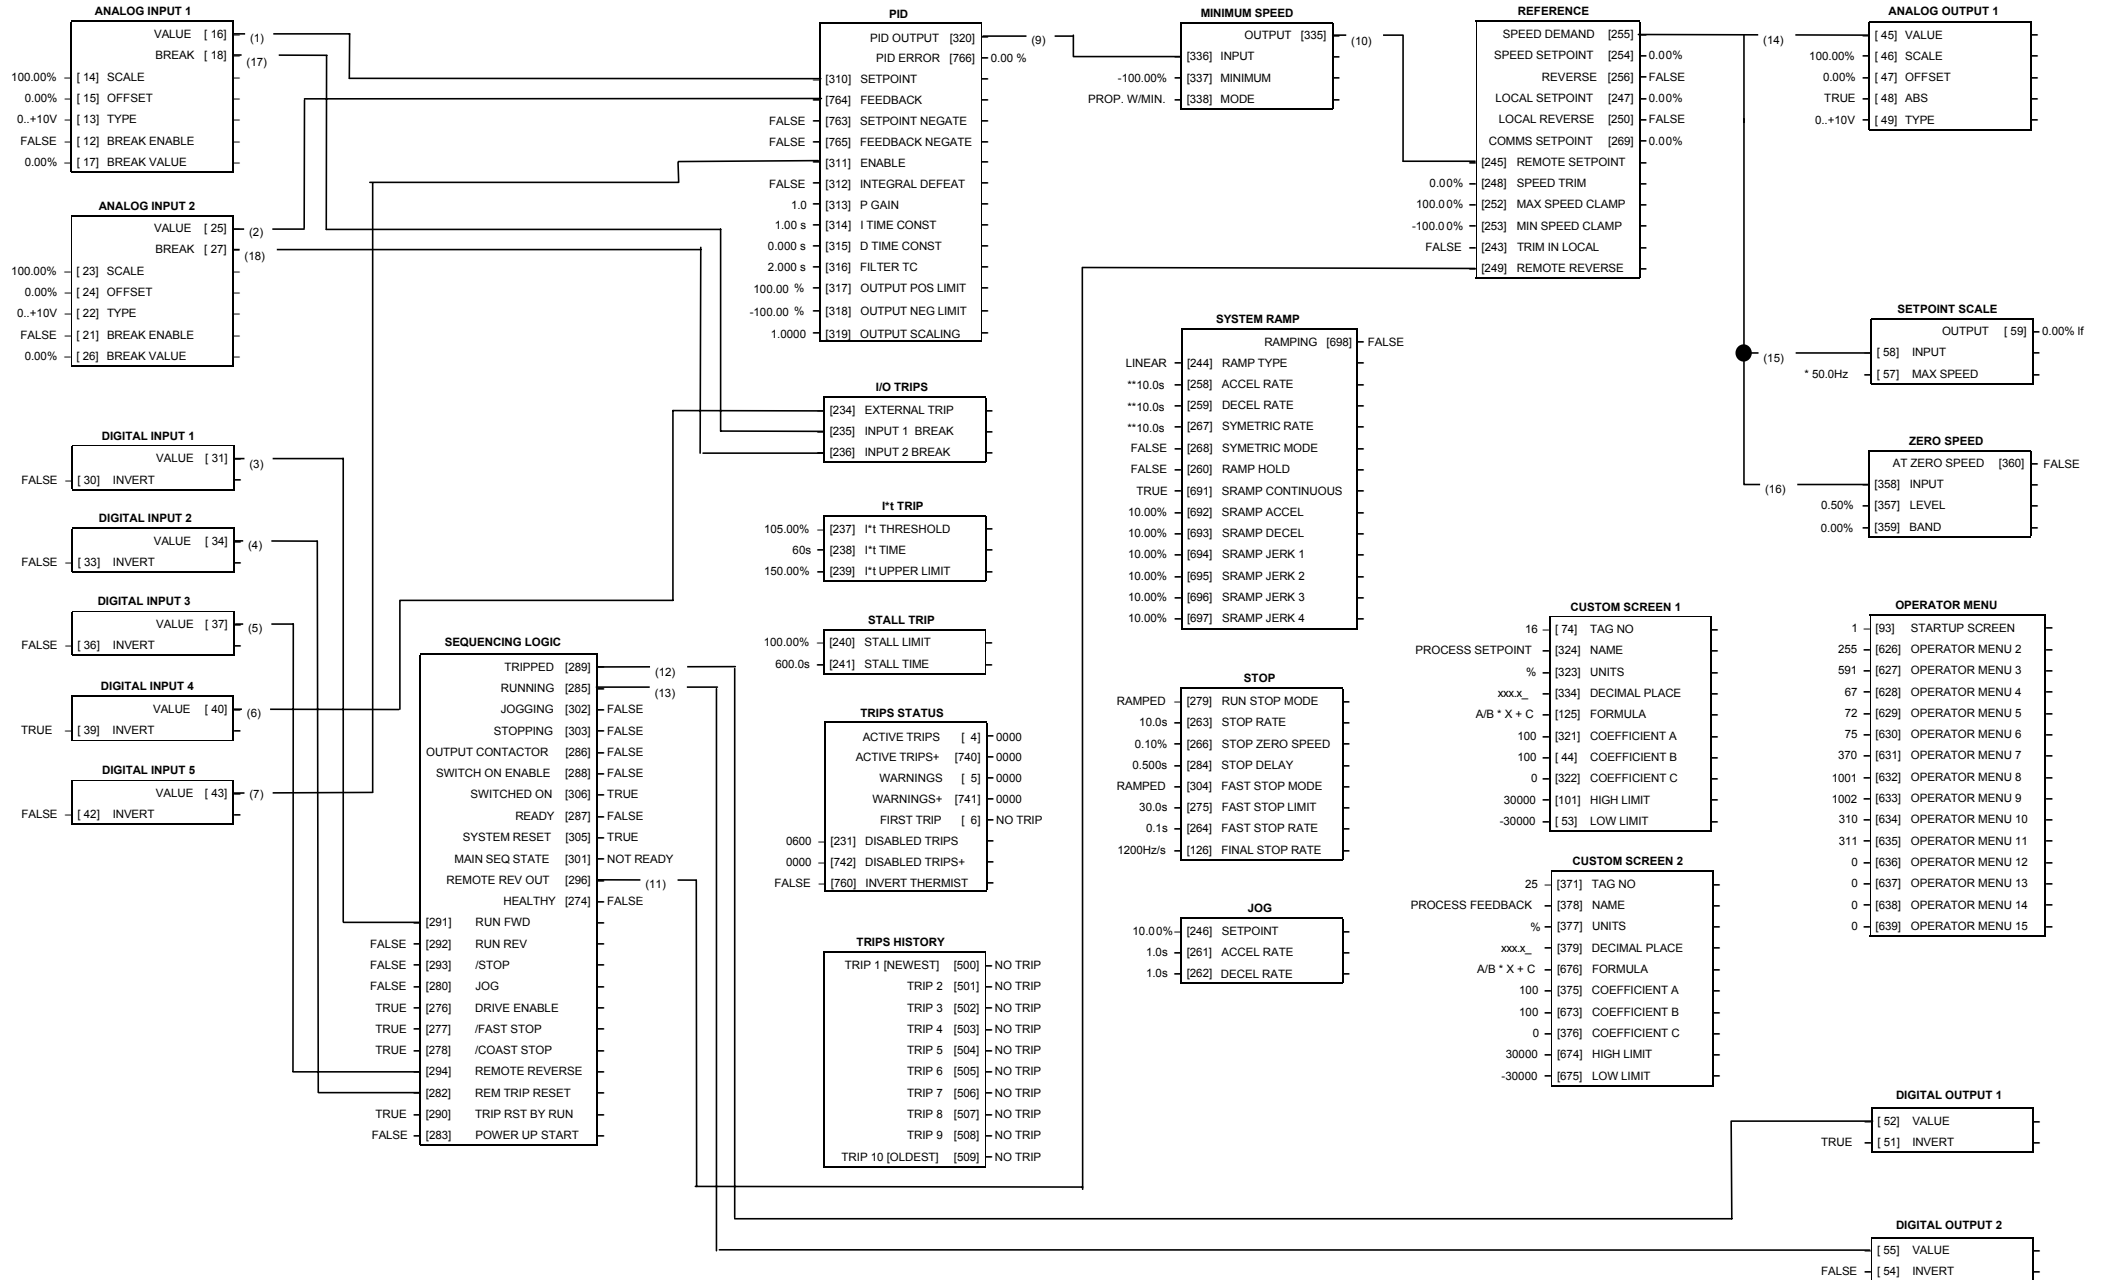 ANALOG INPUT 1
VALUE [ 16] (1)
BREAK [ 18] (17)
100.00% [ 14] SCALE
0.00% [ 15] OFFSET
0..+10V [ 13] TYPE
FALSE [ 12] BREAK ENABLE
0.00% [ 17] BREAK VALUE
ANALOG INPUT 2
VALUE [ 25] (2)
BREAK [ 27] (18)
100.00% [ 23] SCALE
0.00% [ 24] OFFSET
0..+10V [ 22] TYPE
FALSE [ 21] BREAK ENABLE
0.00% [ 26] BREAK VALUE
DIGITAL INPUT 1
VALUE [ 31] (3)
FALSE [ 30] INVERT
DIGITAL INPUT 2
VALUE [ 34] (4)
FALSE [ 33] INVERT
DIGITAL INPUT 3
VALUE [ 37] (5)
FALSE [ 36] INVERT
DIGITAL INPUT 4
VALUE [ 40] (6)
TRUE [ 39] INVERT
DIGITAL INPUT 5
VALUE [ 43] (7)
FALSE [ 42] INVERT
SEQUENCING LOGIC
TRIPPED [289] (12)
RUNNING [285] (13)
JOGGING [302] FALSE
STOPPING [303] FALSE
OUTPUT CONTACTOR [286] FALSE
SWITCH ON ENABLE [288] FALSE
SWITCHED ON [306] TRUE
READY [287] FALSE
SYSTEM RESET [305] TRUE
MAIN SEQ STATE [301] NOT READY
REMOTE REV OUT [296] (11)
HEALTHY [274] FALSE
[291] RUN FWD
FALSE [292] RUN REV
FALSE [293] /STOP
FALSE [280] JOG
TRUE [276] DRIVE ENABLE
TRUE [277] /FAST STOP
TRUE [278] /COAST STOP
[294] REMOTE REVERSE
[282] REM TRIP RESET
TRUE [290] TRIP RST BY RUN
FALSE [283] POWER UP START
PID
PID OUTPUT [320] (9)
PID ERROR [766] 0.00 %
[310] SETPOINT
[764] FEEDBACK
FALSE [763] SETPOINT NEGATE
FALSE [765] FEEDBACK NEGATE
[311] ENABLE
FALSE [312] INTEGRAL DEFEAT
1.0 [313] P GAIN
1.00 s [314] I TIME CONST
0.000 s [315] D TIME CONST
2.000 s [316] FILTER TC
100.00 % [317] OUTPUT POS LIMIT
-100.00 % [318] OUTPUT NEG LIMIT
1.0000 [319] OUTPUT SCALING
I/O TRIPS
[234] EXTERNAL TRIP
[235] INPUT 1 BREAK
[236] INPUT 2 BREAK
I*t TRIP
105.00% [237] I*t THRESHOLD
60s [238] I*t TIME
150.00% [239] I*t UPPER LIMIT
STALL TRIP
100.00% [240] STALL LIMIT
600.0s [241] STALL TIME
TRIPS STATUS
ACTIVE TRIPS [ 4] 0000
ACTIVE TRIPS+ [740] 0000
WARNINGS [ 5] 0000
WARNINGS+ [741] 0000
FIRST TRIP [ 6] NO TRIP
0600 [231] DISABLED TRIPS
0000 [742] DISABLED TRIPS+
FALSE [760] INVERT THERMIST
TRIPS HISTORY
TRIP 1 [NEWEST] [500] NO TRIP
TRIP 2 [501] NO TRIP
TRIP 3 [502] NO TRIP
TRIP 4 [503] NO TRIP
TRIP 5 [504] NO TRIP
TRIP 6 [505] NO TRIP
TRIP 7 [506] NO TRIP
TRIP 8 [507] NO TRIP
TRIP 9 [508] NO TRIP
TRIP 10 [OLDEST] [509] NO TRIP
MINIMUM SPEED
OUTPUT [335] (10)
[336] INPUT
-100.00% [337] MINIMUM
PROP. W/MIN. [338] MODE
SYSTEM RAMP
RAMPING [698] FALSE
LINEAR [244] RAMP TYPE
**10.0s [258] ACCEL RATE
**10.0s [259] DECEL RATE
**10.0s [267] SYMETRIC RATE
FALSE [268] SYMETRIC MODE
FALSE [260] RAMP HOLD
TRUE [691] SRAMP CONTINUOUS
10.00% [692] SRAMP ACCEL
10.00% [693] SRAMP DECEL
10.00% [694] SRAMP JERK 1
10.00% [695] SRAMP JERK 2
10.00% [696] SRAMP JERK 3
10.00% [697] SRAMP JERK 4
STOP
RAMPED [279] RUN STOP MODE
10.0s [263] STOP RATE
0.10% [266] STOP ZERO SPEED
0.500s [284] STOP DELAY
RAMPED [304] FAST STOP MODE
30.0s [275] FAST STOP LIMIT
0.1s [264] FAST STOP RATE
1200Hz/s [126] FINAL STOP RATE
JOG
10.00% [246] SETPOINT
1.0s [261] ACCEL RATE
1.0s [262] DECEL RATE
REFERENCE
SPEED DEMAND [255] (14)
SPEED SETPOINT [254] 0.00%
REVERSE [256] FALSE
LOCAL SETPOINT [247] 0.00%
LOCAL REVERSE [250] FALSE
COMMS SETPOINT [269] 0.00%
[245] REMOTE SETPOINT
0.00% [248] SPEED TRIM
100.00% [252] MAX SPEED CLAMP
-100.00% [253] MIN SPEED CLAMP
FALSE [243] TRIM IN LOCAL
[249] REMOTE REVERSE
CUSTOM SCREEN 1
16 [ 74] TAG NO
PROCESS SETPOINT [324] NAME
% [323] UNITS
xxx.x_ [334] DECIMAL PLACE
A/B * X + C [125] FORMULA
100 [321] COEFFICIENT A
100 [ 44] COEFFICIENT B
0 [322] COEFFICIENT C
30000 [101] HIGH LIMIT
-30000 [ 53] LOW LIMIT
CUSTOM SCREEN 2
25 [371] TAG NO
PROCESS FEEDBACK [378] NAME
% [377] UNITS
xxx.x_ [379] DECIMAL PLACE
A/B * X + C [676] FORMULA
100 [375] COEFFICIENT A
100 [673] COEFFICIENT B
0 [376] COEFFICIENT C
30000 [674] HIGH LIMIT
-30000 [675] LOW LIMIT
ANALOG OUTPUT 1
[ 45] VALUE
100.00% [ 46] SCALE
0.00% [ 47] OFFSET
TRUE [ 48] ABS
0..+10V [ 49] TYPE
SETPOINT SCALE
OUTPUT [ 59] 0.00% lf
(15) [ 58] INPUT
* 50.0Hz [ 57] MAX SPEED
ZERO SPEED
AT ZERO SPEED [360] FALSE
(16) [358] INPUT
0.50% [357] LEVEL
0.00% [359] BAND
OPERATOR MENU
1 [93] STARTUP SCREEN
255 [626] OPERATOR MENU 2
591 [627] OPERATOR MENU 3
67 [628] OPERATOR MENU 4
72 [629] OPERATOR MENU 5
75 [630] OPERATOR MENU 6
370 [631] OPERATOR MENU 7
1001 [632] OPERATOR MENU 8
1002 [633] OPERATOR MENU 9
310 [634] OPERATOR MENU 10
311 [635] OPERATOR MENU 11
0 [636] OPERATOR MENU 12
0 [637] OPERATOR MENU 13
0 [638] OPERATOR MENU 14
0 [639] OPERATOR MENU 15
DIGITAL OUTPUT 1
[ 52] VALUE
TRUE [ 51] INVERT
DIGITAL OUTPUT 2
[ 55] VALUE
FALSE [ 54] INVERT